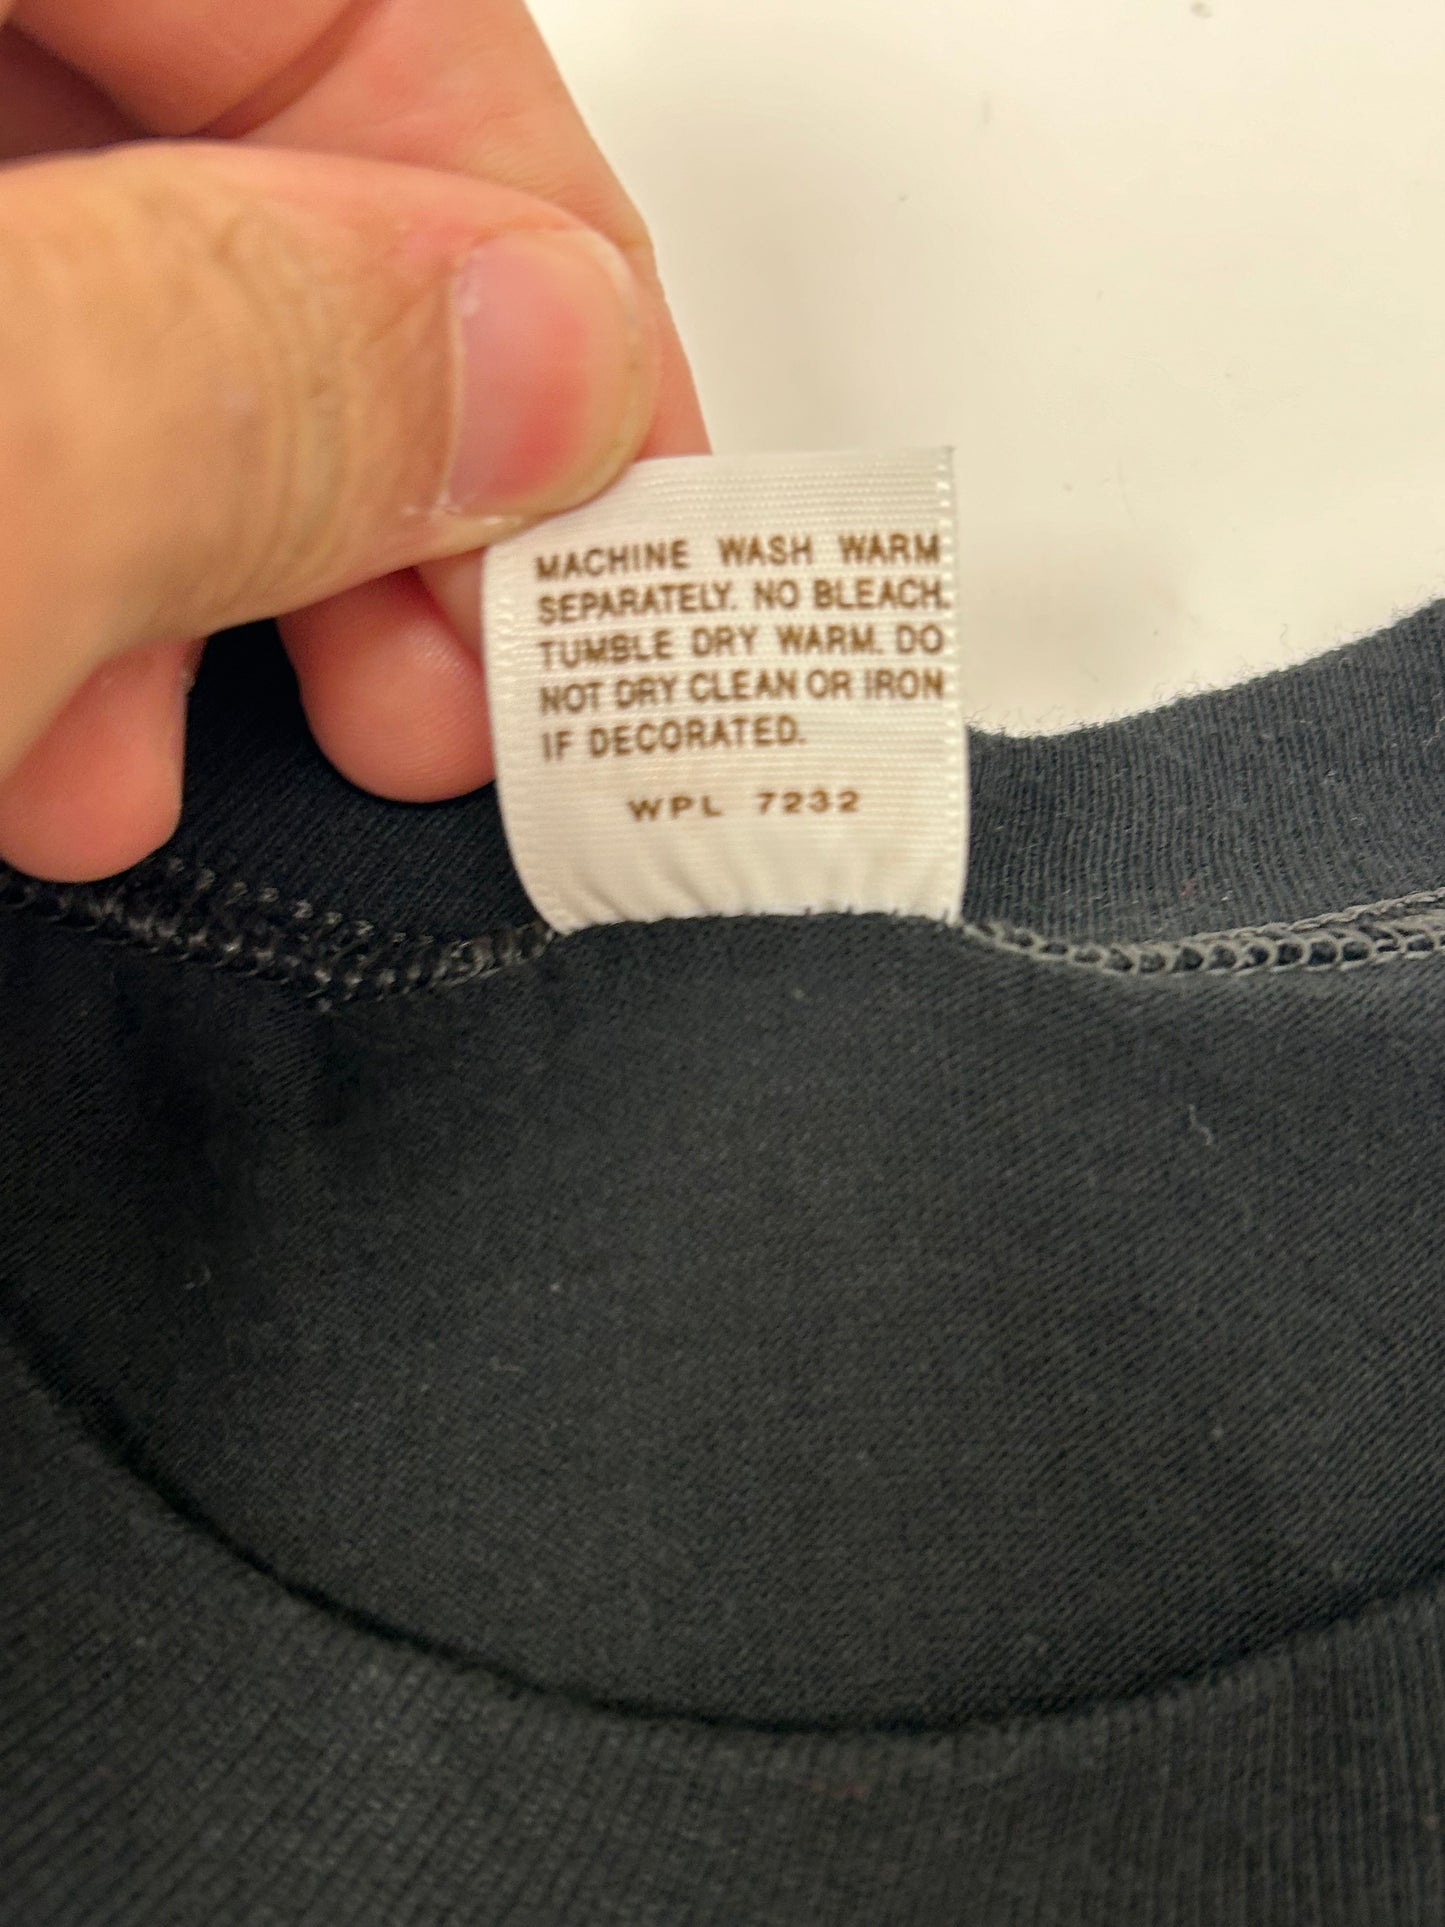 MACHINE WASH WARM
SEPARATELY. NO BLEACH.
TUMBLE DRY WARM. DO
NOT DRY CLEAN OR IRON
IF DECORATED.
WPL 7232